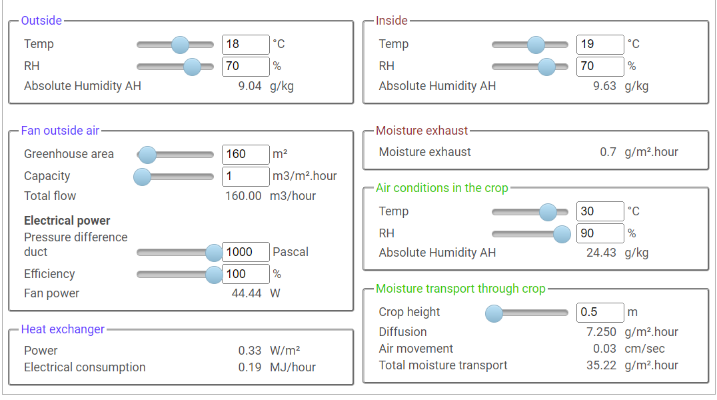 Outside
Temp 18 °C
RH 70 %
Absolute Humidity AH 9.04 g/kg
Inside
Temp 19 °C
RH 70 %
Absolute Humidity AH 9.63 g/kg
Fan outside air
Greenhouse area 160 m²
Capacity 1 m3/m².hour
Total flow 160.00 m3/hour
Electrical power
Pressure difference
duct 1000 Pascal
Efficiency 100 %
Fan power 44.44 W
Heat exchanger
Power 0.33 W/m²
Electrical consumption 0.19 MJ/hour
Moisture exhaust
Moisture exhaust 0.7 g/m².hour
Air conditions in the crop
Temp 30 °C
RH 90 %
Absolute Humidity AH 24.43 g/kg
Moisture transport through crop
Crop height 0.5 m
Diffusion 7.250 g/m².hour
Air movement 0.03 cm/sec
Total moisture transport 35.22 g/m².hour